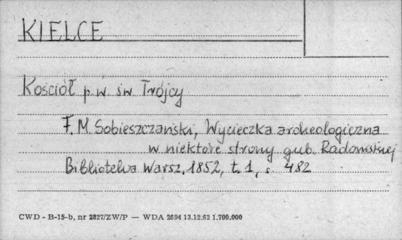 KIELCE
Kościół p.w. św. Trójcy
F. M. Sobieszczański, Wycieczka archeologiczna
w niektóre strony gub. Radomskiej
Biblioteka Warsz. 1852, t. 1, s. 482
CWD - B-15-b, nr 2827/ZW/P — WDA 2694 13.12.62 1.700.000